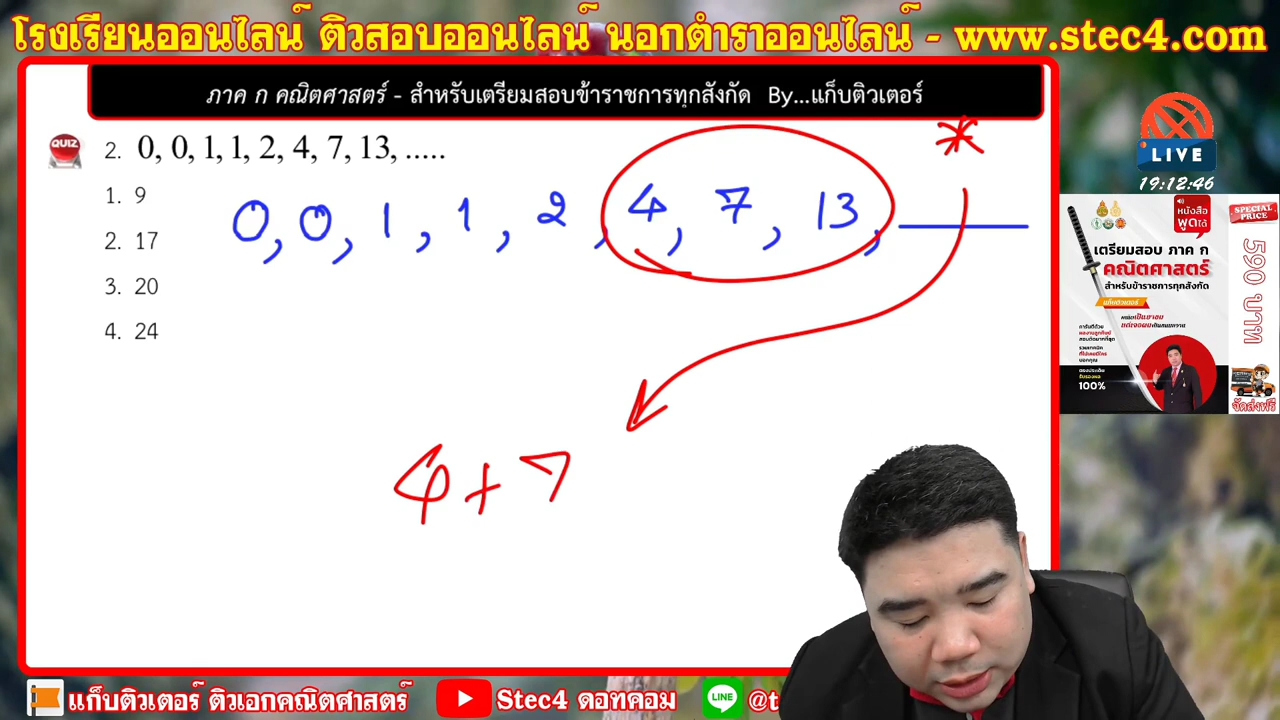 โรงเรียนออนไลน์ ติวสอบออนไลน์ นอกตำราออนไลน์ - www.stec4.com
ภาค ก คณิตศาสตร์ - สำหรับเตรียมสอบข้าราชการทุกสังกัด By...แก็บติวเตอร์
QUIZ
2. 0, 0, 1, 1, 2, 4, 7, 13, .....
1. 9
2. 17
3. 20
4. 24
0, 0, 1, 1, 2, 4, 7, 13,
4 + 7
LIVE
19:12:46
หนังสือ
พูดได้
SPECIAL
PRICE
เตรียมสอบ ภาค ก
คณิตศาสตร์
สำหรับข้าราชการทุกสังกัด
แก็บติวเตอร์
590 บาท
100%
จัดส่งฟรี
แก็บติวเตอร์ ติวเอกคณิตศาสตร์
Stec4 ดอทคอม
LINE
@t